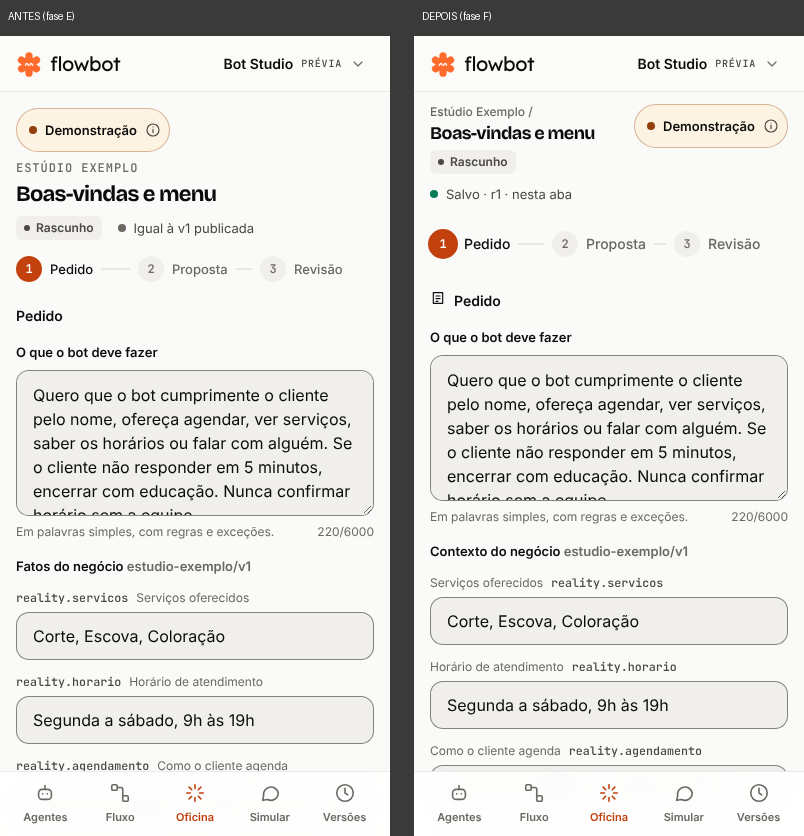 ANTES (fase E)
flowbot
Bot Studio PRÉVIA
Demonstração
ESTÚDIO EXEMPLO
Boas-vindas e menu
Rascunho Igual à v1 publicada
1 Pedido 2 Proposta 3 Revisão
Pedido
O que o bot deve fazer
Quero que o bot cumprimente o cliente
pelo nome, ofereça agendar, ver serviços,
saber os horários ou falar com alguém. Se
o cliente não responder em 5 minutos,
encerrar com educação. Nunca confirmar
horário sem a equipe
Em palavras simples, com regras e exceções. 220/6000
Fatos do negócio estudio-exemplo/v1
reality.servicos Serviços oferecidos
Corte, Escova, Coloração
reality.horario Horário de atendimento
Segunda a sábado, 9h às 19h
reality.agendamento Como o cliente agenda
Agentes Fluxo Oficina Simular Versões
DEPOIS (fase F)
flowbot
Bot Studio PRÉVIA
Estúdio Exemplo /
Boas-vindas e menu
Demonstração
Rascunho
Salvo · r1 · nesta aba
1 Pedido 2 Proposta 3 Revisão
Pedido
O que o bot deve fazer
Quero que o bot cumprimente o cliente
pelo nome, ofereça agendar, ver serviços,
saber os horários ou falar com alguém. Se
o cliente não responder em 5 minutos,
encerrar com educação. Nunca confirmar
horário sem a equipe
Em palavras simples, com regras e exceções. 220/6000
Contexto do negócio estudio-exemplo/v1
Serviços oferecidos reality.servicos
Corte, Escova, Coloração
Horário de atendimento reality.horario
Segunda a sábado, 9h às 19h
Como o cliente agenda reality.agendamento
Agentes Fluxo Oficina Simular Versões